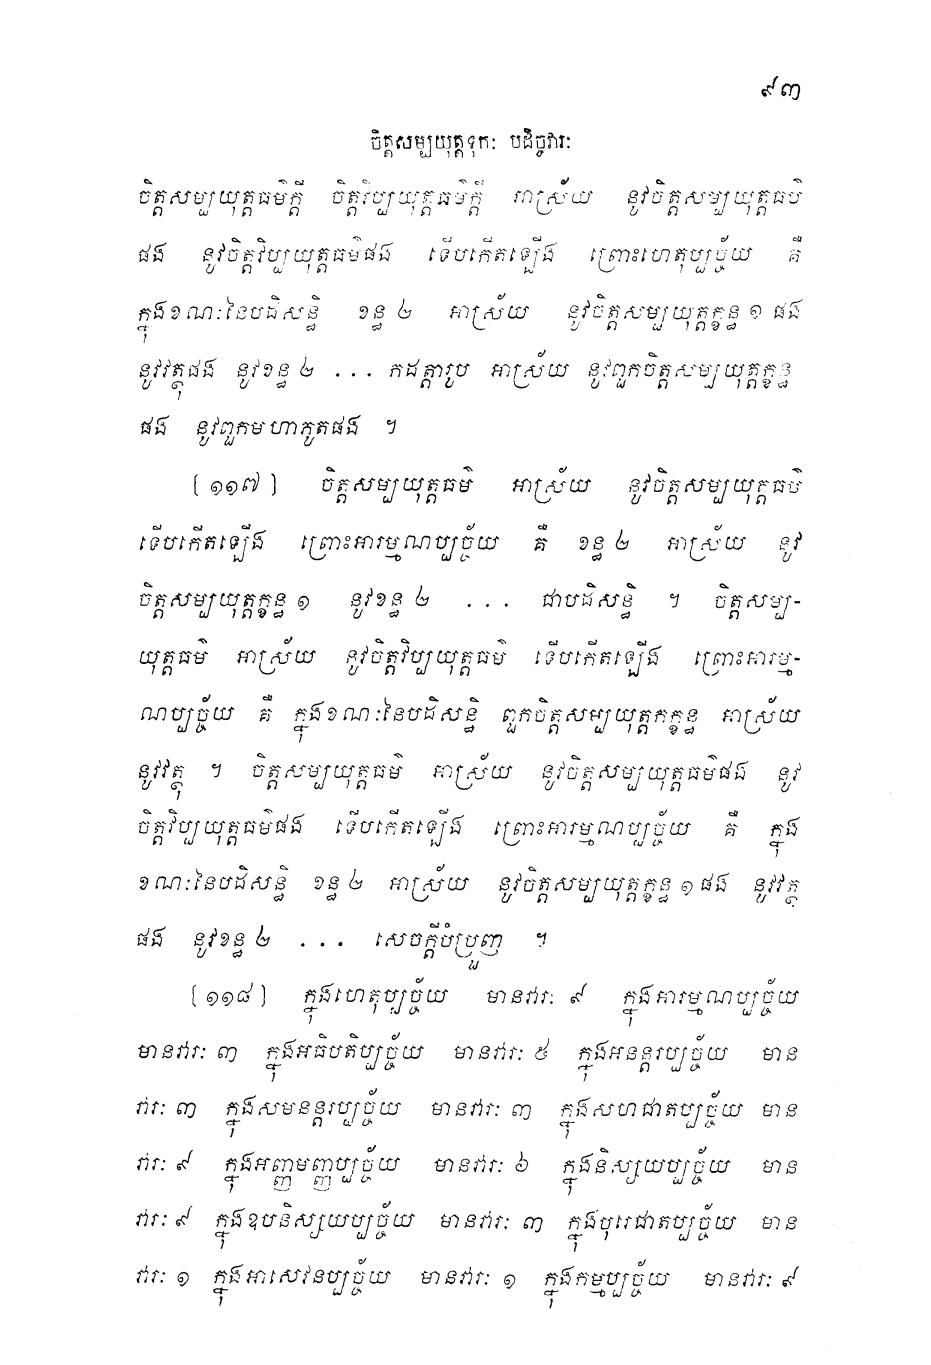 ៩៣
ចិត្តសម្បយុត្តទុកៈ បដិច្ចវារៈ
ចិត្តសម្បយុត្តធម៌ក្តី ចិត្តវិប្បយុត្តធម៌ក្តី អាស្រ័យ នូវចិត្តសម្បយុត្តធម៌
ផង នូវចិត្តវិប្បយុត្តធម៌ផង ទើបកើតឡើង ព្រោះហេតុប្បច្ច័យ គឺ
ក្នុងខណៈនៃបដិសន្ធិ ខន្ធ ៤ អាស្រ័យ នូវចិត្តសម្បយុត្តក្ខន្ធ ១ ផង
នូវវត្ថុផង នូវខន្ធ ៤ ... កដត្តារូប អាស្រ័យ នូវពួកចិត្តសម្បយុត្តក្ខន្ធ
ផង នូវពួកមហាភូតផង ។
[១១៧] ចិត្តសម្បយុត្តធម៌ អាស្រ័យ នូវចិត្តសម្បយុត្តធម៌
ទើបកើតឡើង ព្រោះអារម្មណប្បច្ច័យ គឺ ខន្ធ ៤ អាស្រ័យ នូវ
ចិត្តសម្បយុត្តក្ខន្ធ ១ នូវខន្ធ ៤ ... ជាបដិសន្ធិ ។ ចិត្តសម្ប-
យុត្តធម៌ អាស្រ័យ នូវចិត្តវិប្បយុត្តធម៌ ទើបកើតឡើង ព្រោះអារម្ម-
ណប្បច្ច័យ គឺ ក្នុងខណៈនៃបដិសន្ធិ ពួកចិត្តសម្បយុត្តកក្ខន្ធ អាស្រ័យ
នូវវត្ថុ ។ ចិត្តសម្បយុត្តធម៌ អាស្រ័យ នូវចិត្តសម្បយុត្តធម៌ផង នូវ
ចិត្តវិប្បយុត្តធម៌ផង ទើបកើតឡើង ព្រោះអារម្មណប្បច្ច័យ គឺ ក្នុង
ខណៈនៃបដិសន្ធិ ខន្ធ ៤ អាស្រ័យ នូវចិត្តសម្បយុត្តក្ខន្ធ ១ ផង នូវវត្ថុ
ផង នូវខន្ធ ៤ ... សេចក្តីបំប្រួញ ។
[១១៨] ក្នុងហេតុប្បច្ច័យ មានវារៈ ៩ ក្នុងអារម្មណប្បច្ច័យ
មានវារៈ ៣ ក្នុងអធិបតិប្បច្ច័យ មានវារៈ ៥ ក្នុងអនន្តរប្បច្ច័យ មាន
វារៈ ៣ ក្នុងសមនន្តរប្បច្ច័យ មានវារៈ ៣ ក្នុងសហជាតប្បច្ច័យ មាន
វារៈ ៩ ក្នុងអញ្ញមញ្ញប្បច្ច័យ មានវារៈ ៦ ក្នុងនិស្សយប្បច្ច័យ មាន
វារៈ ៩ ក្នុងឧបនិស្សយប្បច្ច័យ មានវារៈ ៣ ក្នុងបុរេជាតប្បច្ច័យ មាន
វារៈ ១ ក្នុងអាសេវនប្បច្ច័យ មានវារៈ ១ ក្នុងកម្មប្បច្ច័យ មានវារៈ ៩